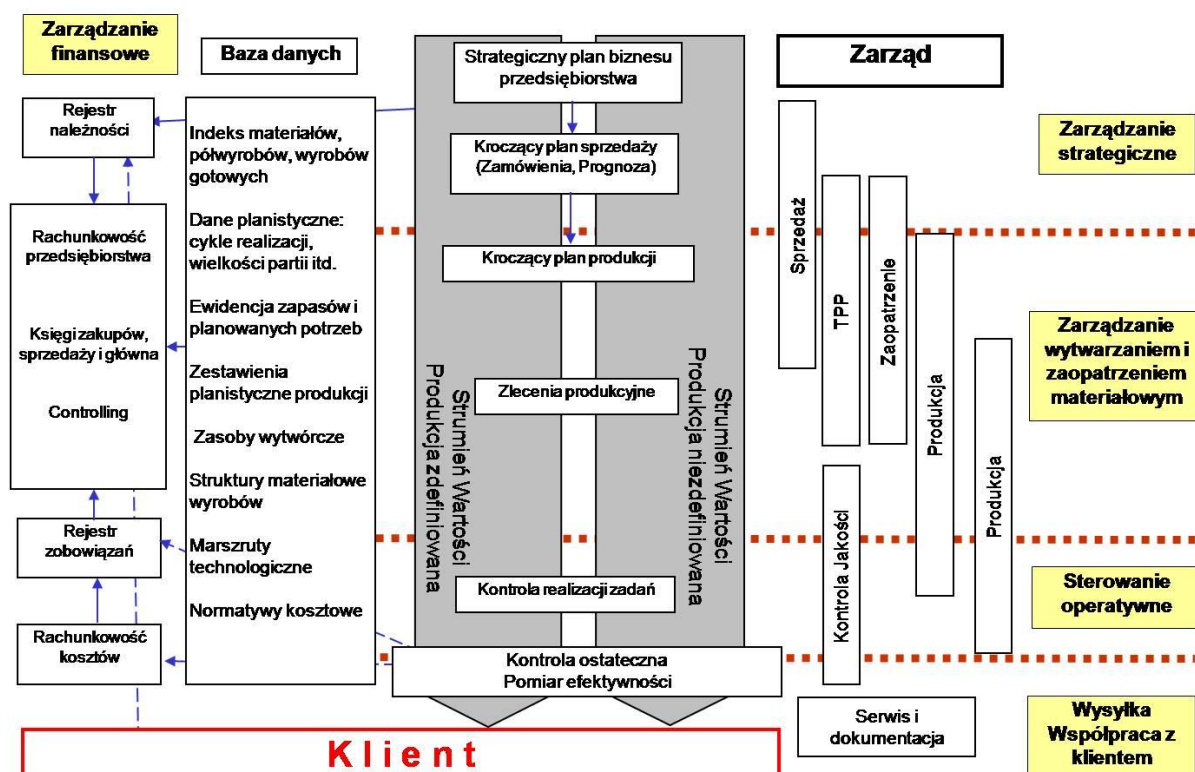 Zarządzanie
finansowe
Baza danych
Strategiczny plan biznesu
przedsiębiorstwa
Zarząd
Rejestr
należności
Indeks materiałów,
półwyrobów, wyrobów
gotowych
Kroczący plan sprzedaży
(Zamówienia, Prognoza)
Zarządzanie
strategiczne
Rachunkowość
przedsiębiorstwa
Księgi zakupów,
sprzedaży i główna
Controlling
Dane planistyczne:
cykle realizacji,
wielkości partii itd.
Ewidencja zapasów i
planowanych potrzeb
Zestawienia
planistyczne produkcji
Zasoby wytwórcze
Struktury materiałowe
wyrobów
Marszruty
technologiczne
Normatywy kosztowe
Kroczący plan produkcji
Zlecenia produkcyjne
Strumień Wartości
Produkcja zdefiniowana
Strumień Wartości
Produkcja niezdefiniowana
Sprzedaż
TPP
Zaopatrzenie
Produkcja
Produkcja
Kontrola Jakości
Zarządzanie
wytwarzaniem i
zaopatrzeniem
materiałowym
Rejestr
zobowiązań
Rachunkowość
kosztów
Kontrola realizacji zadań
Sterowanie
operatywne
Kontrola ostateczna
Pomiar efektywności
Serwis i
dokumentacja
Wysyłka
Współpraca z
klientem
Klient